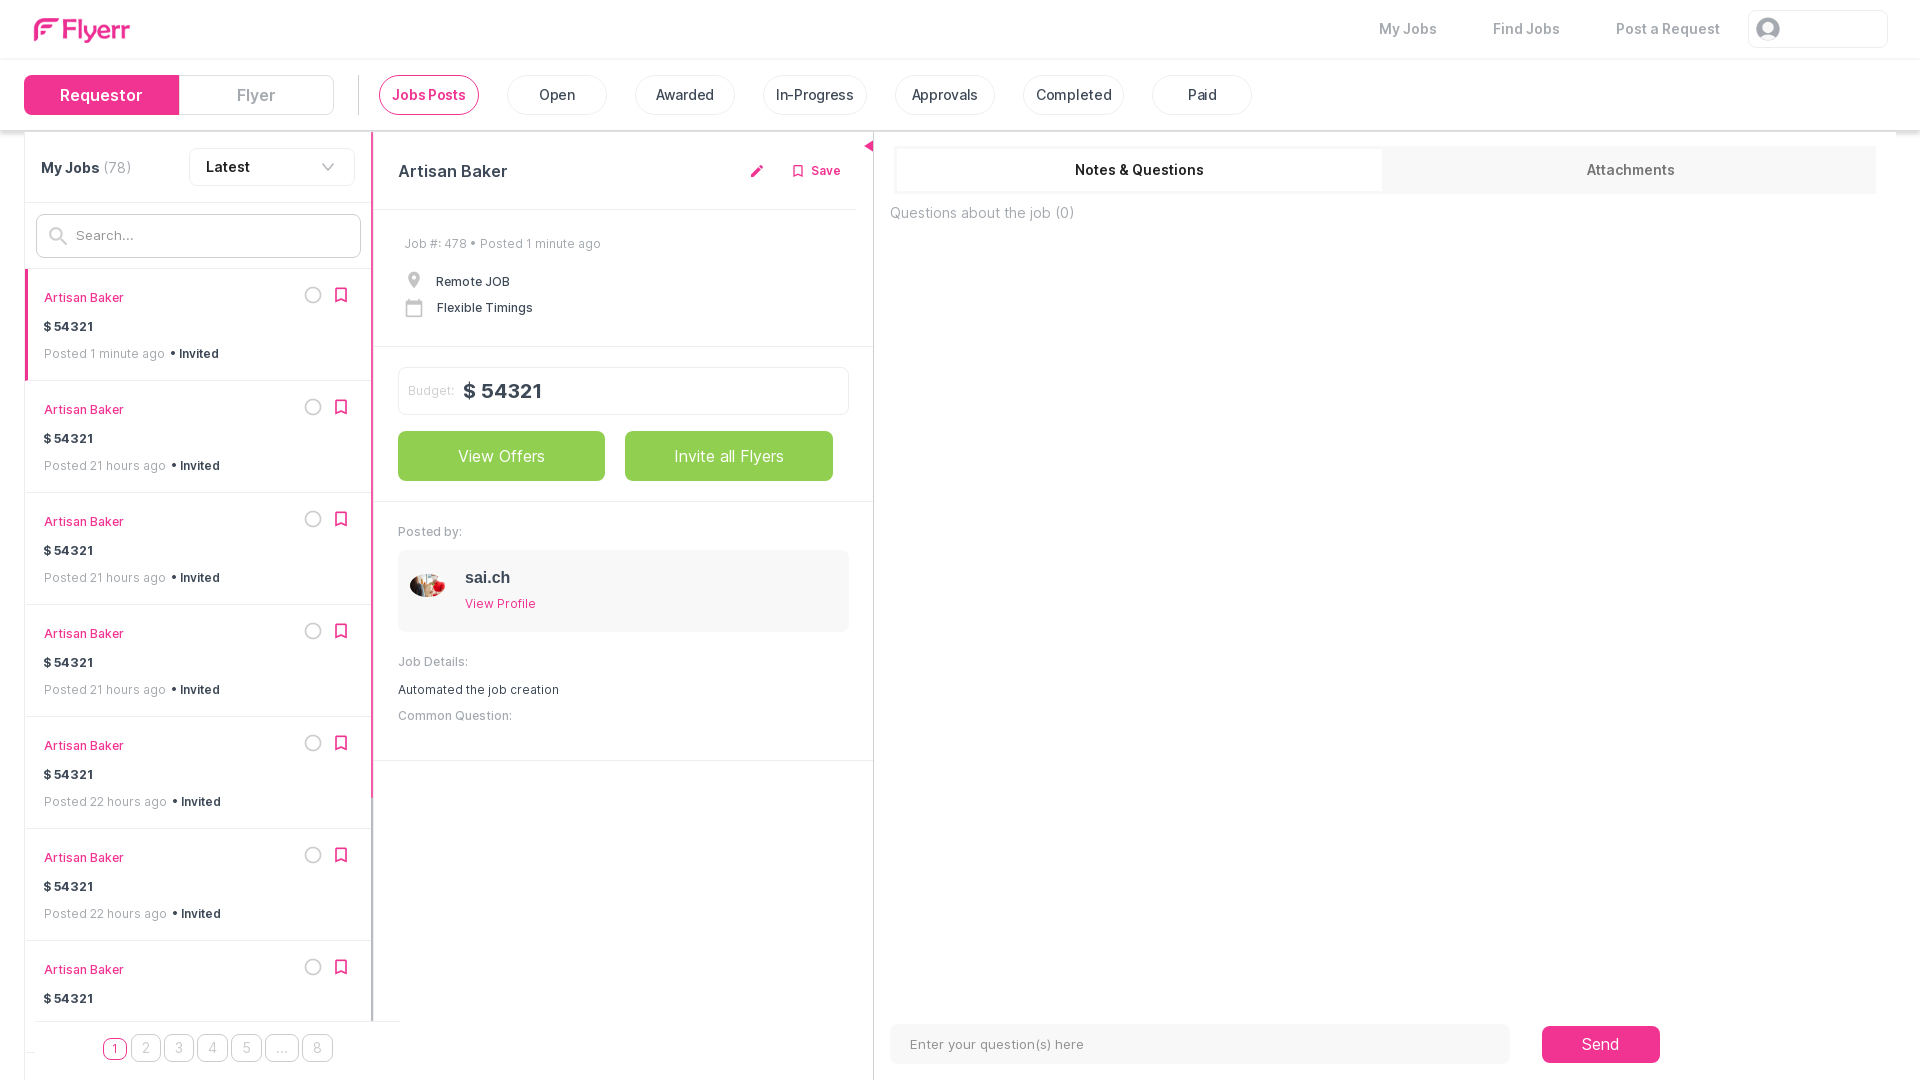 Flyerr
My Jobs
Find Jobs
Post a Request
Requestor
Flyer
Jobs Posts
Open
Awarded
In-Progress
Approvals
Completed
Paid
My Jobs (78)
Latest
Search...
Artisan Baker
$ 54321
Posted 1 minute ago • Invited
Artisan Baker
$ 54321
Posted 21 hours ago • Invited
Artisan Baker
$ 54321
Posted 21 hours ago • Invited
Artisan Baker
$ 54321
Posted 21 hours ago • Invited
Artisan Baker
$ 54321
Posted 22 hours ago • Invited
Artisan Baker
$ 54321
Posted 22 hours ago • Invited
Artisan Baker
$ 54321
1 2 3 4 5 ... 8
Artisan Baker
Save
Job #: 478 • Posted 1 minute ago
Remote JOB
Flexible Timings
Budget: $ 54321
View Offers
Invite all Flyers
Posted by:
sai.ch
View Profile
Job Details:
Automated the job creation
Common Question:
Notes & Questions
Attachments
Questions about the job (0)
Enter your question(s) here
Send